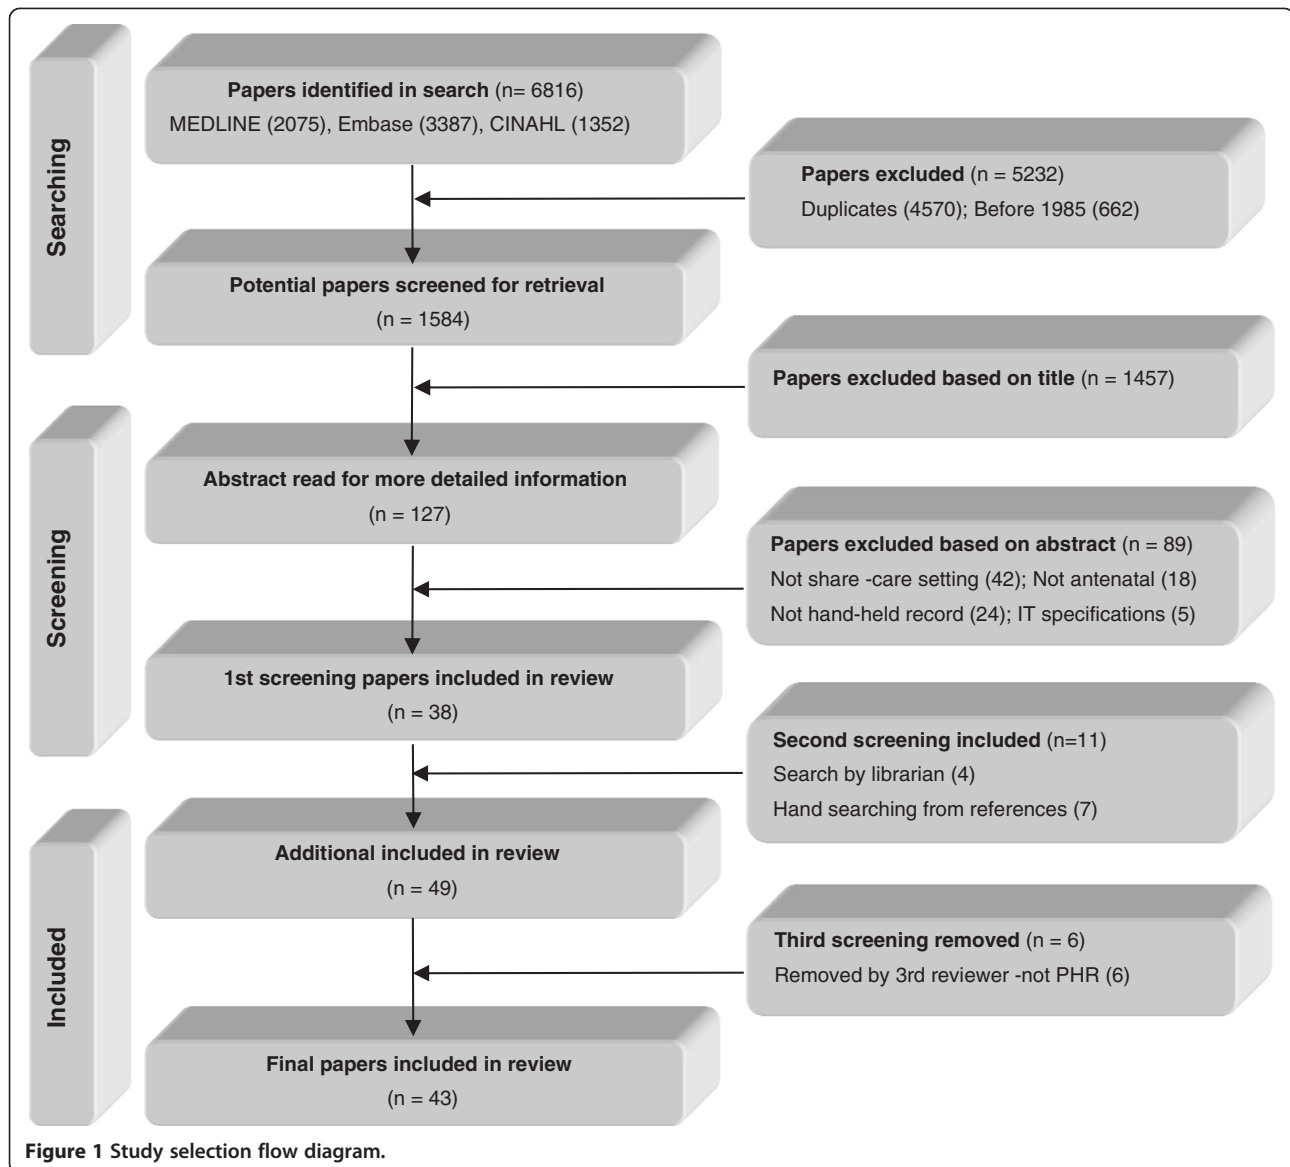 Searching
Papers identified in search (n= 6816)
MEDLINE (2075), Embase (3387), CINAHL (1352)
Papers excluded (n = 5232)
Duplicates (4570); Before 1985 (662)
Potential papers screened for retrieval
(n = 1584)
Papers excluded based on title (n = 1457)
Screening
Abstract read for more detailed information
(n = 127)
Papers excluded based on abstract (n = 89)
Not share -care setting (42); Not antenatal (18)
Not hand-held record (24); IT specifications (5)
1st screening papers included in review
(n = 38)
Second screening included (n=11)
Search by librarian (4)
Hand searching from references (7)
Included
Additional included in review
(n = 49)
Third screening removed (n = 6)
Removed by 3rd reviewer -not PHR (6)
Final papers included in review
(n = 43)
Figure 1 Study selection flow diagram.